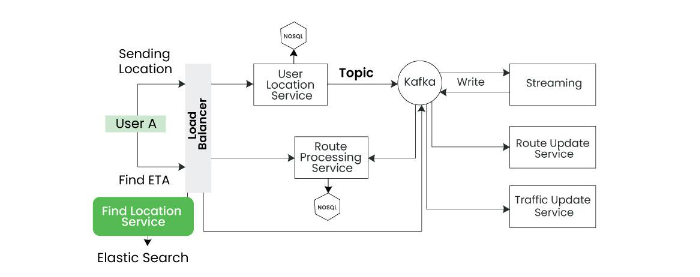 Sending
Location
User A
Find ETA
Load
Balancer
Find Location
Service
Elastic Search
NOSQL
User
Location
Service
Topic
Kafka
Write
Streaming
Route
Processing
Service
NOSQL
Route Update
Service
Traffic Update
Service